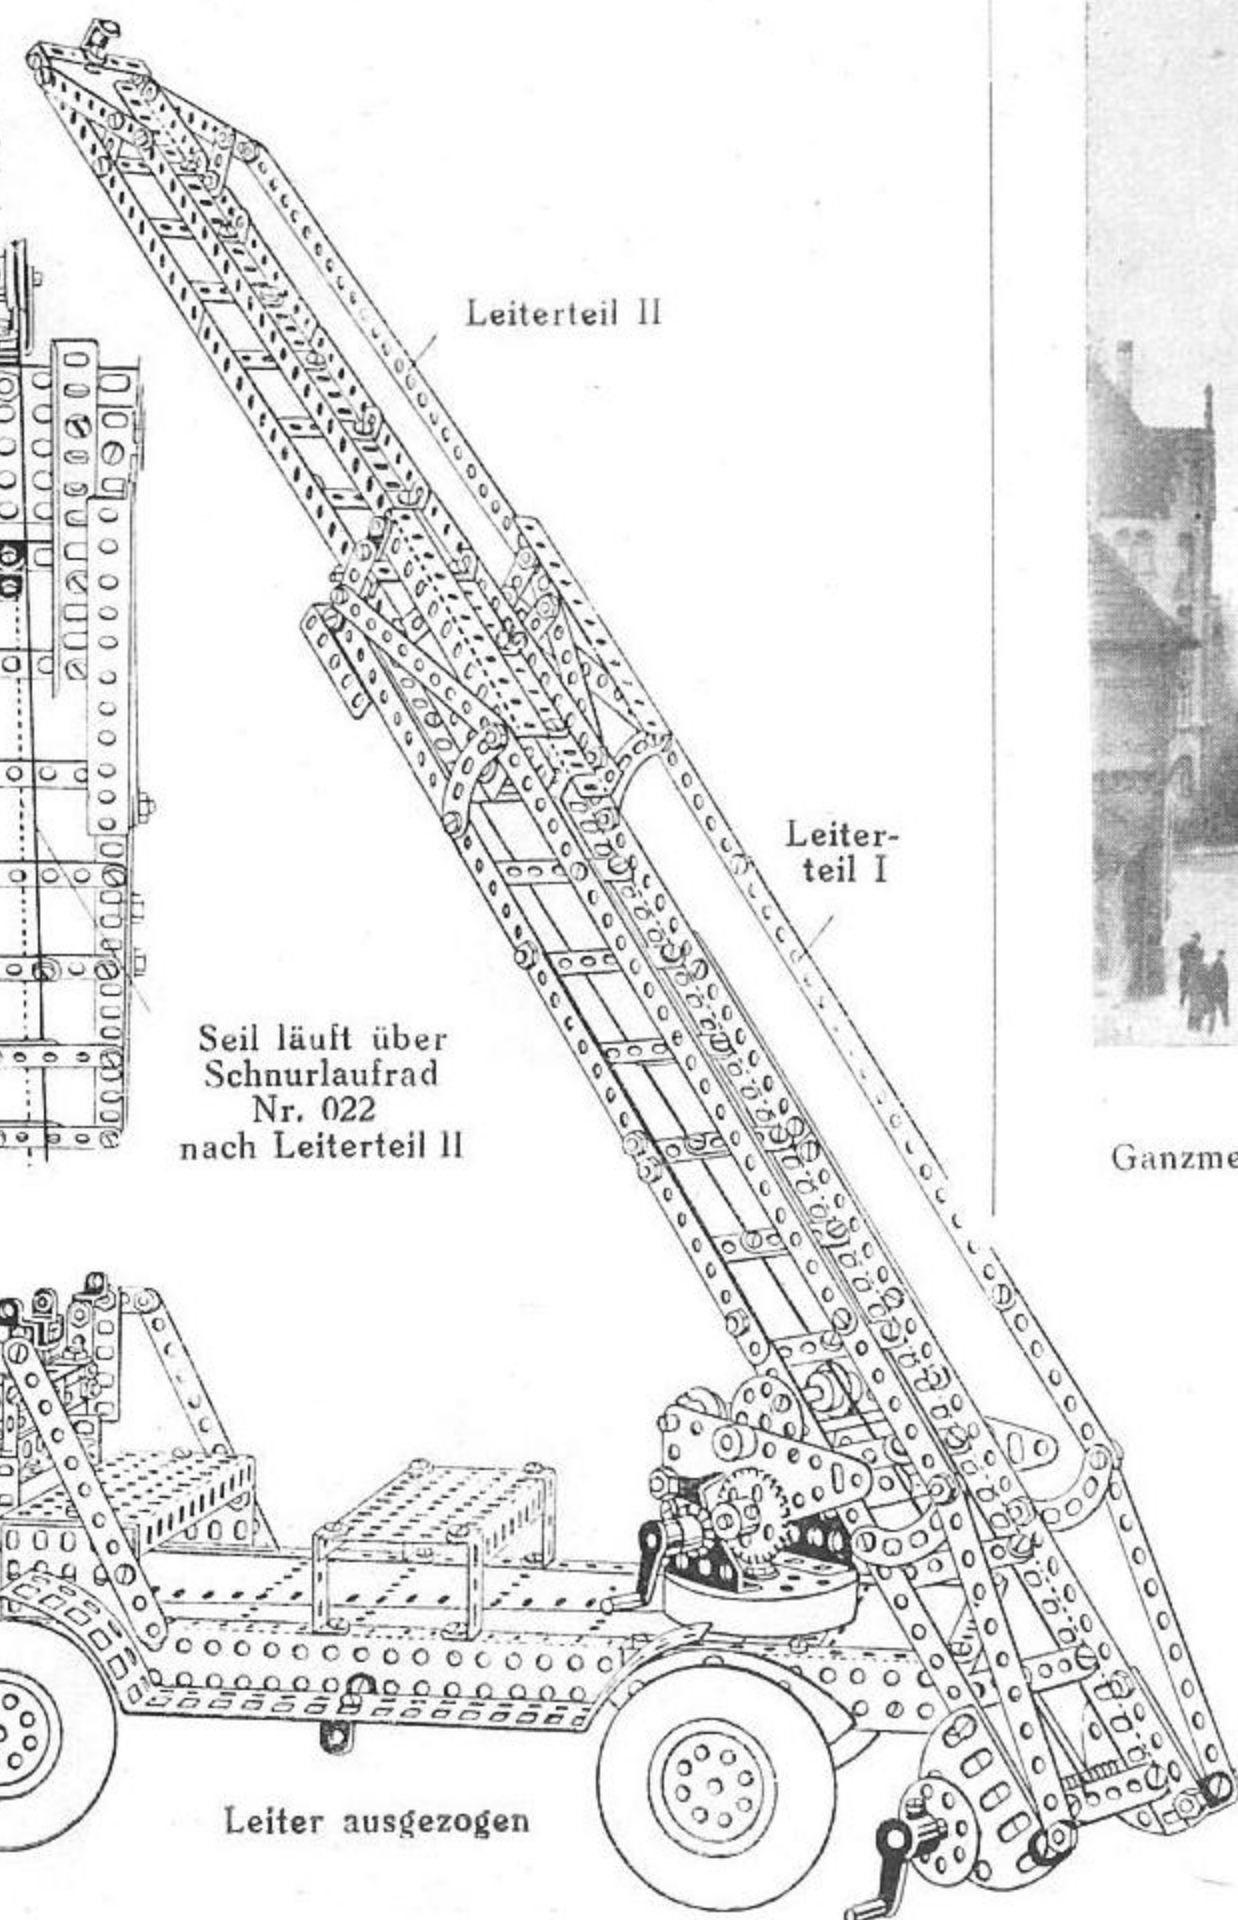 Leiterteil II
Leiter-
teil I
Seil läuft über
Schnurlaufrad
Nr. 022
nach Leiterteil II
Ganzme
Leiter ausgezogen